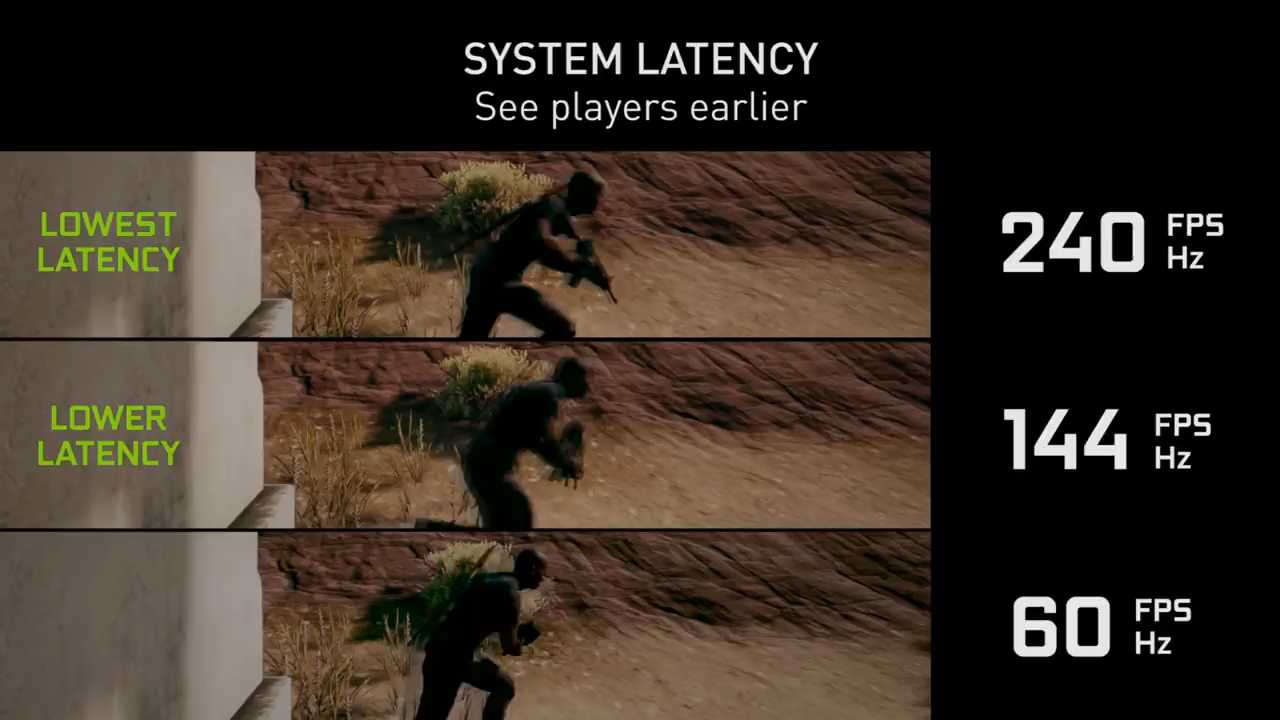 SYSTEM LATENCY
See players earlier
LOWEST
LATENCY
240 FPS
Hz
LOWER
LATENCY
144 FPS
Hz
60 FPS
Hz